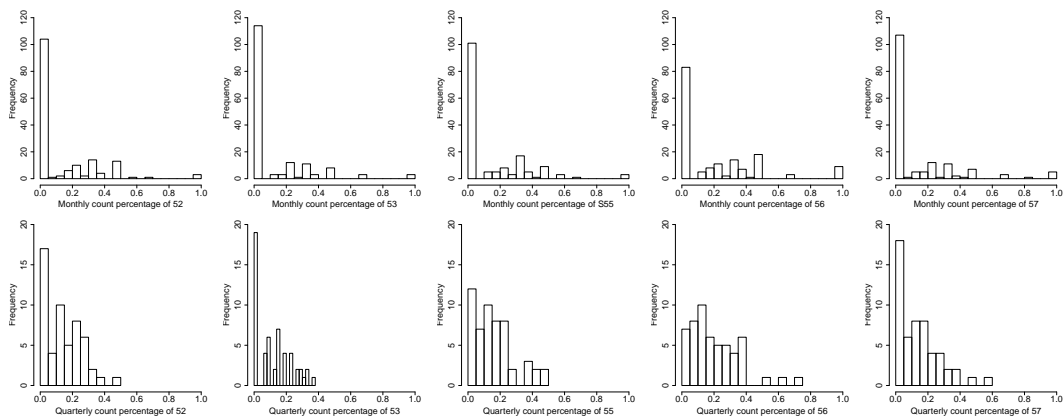 Frequency
0 20 40 60 80 100 120
0.0 0.2 0.4 0.6 0.8 1.0
Monthly count percentage of 52
Frequency
0 20 40 60 80 100 120
0.0 0.2 0.4 0.6 0.8 1.0
Monthly count percentage of 53
Frequency
0 20 40 60 80 100 120
0.0 0.2 0.4 0.6 0.8 1.0
Monthly count percentage of S55
Frequency
0 20 40 60 80 100 120
0.0 0.2 0.4 0.6 0.8 1.0
Monthly count percentage of 56
Frequency
0 20 40 60 80 100 120
0.0 0.2 0.4 0.6 0.8 1.0
Monthly count percentage of 57
Frequency
0 5 10 15 20
0.0 0.2 0.4 0.6 0.8 1.0
Quarterly count percentage of 52
Frequency
0 5 10 15 20
0.0 0.2 0.4 0.6 0.8 1.0
Quarterly count percentage of 53
Frequency
0 5 10 15 20
0.0 0.2 0.4 0.6 0.8 1.0
Quarterly count percentage of 55
Frequency
0 5 10 15 20
0.0 0.2 0.4 0.6 0.8 1.0
Quarterly count percentage of 56
Frequency
0 5 10 15 20
0.0 0.2 0.4 0.6 0.8 1.0
Quarterly count percentage of 57